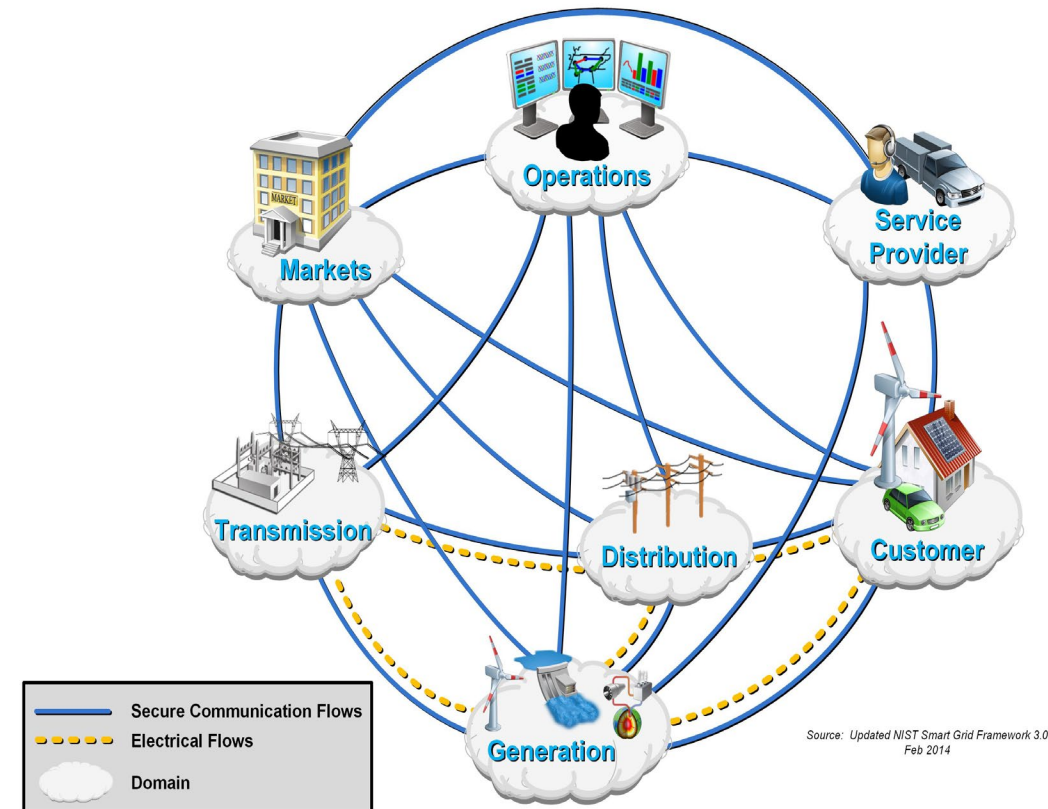 Operations
MARKET
Markets
Service
Provider
Transmission
Distribution
Customer
Generation
Secure Communication Flows
Electrical Flows
Domain
Source: Updated NIST Smart Grid Framework 3.0
Feb 2014